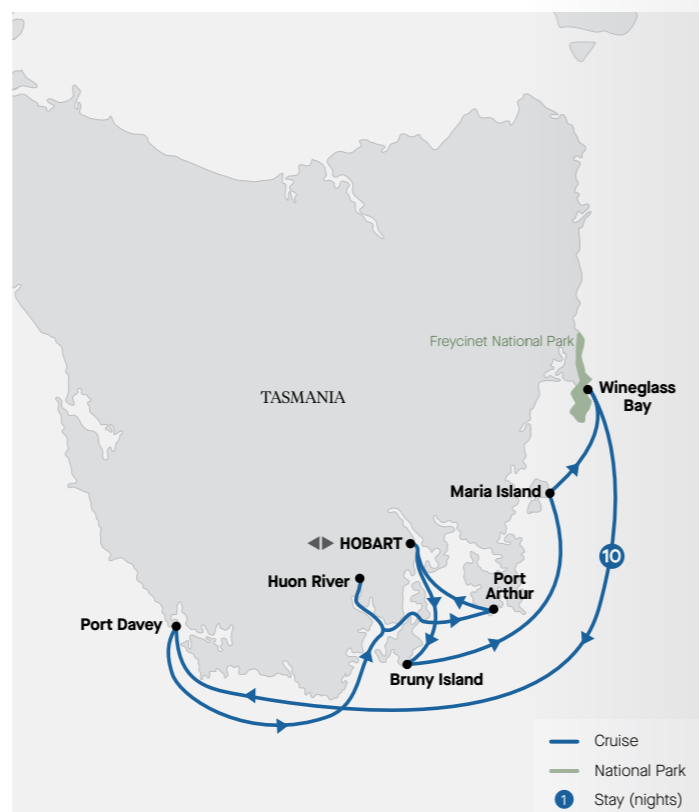 Freycinet National Park
Wineglass
Bay
TASMANIA
Maria Island
HOBART
Huon River
Port
Arthur
10
Port Davey
Bruny Island
Cruise
National Park
1 Stay (nights)